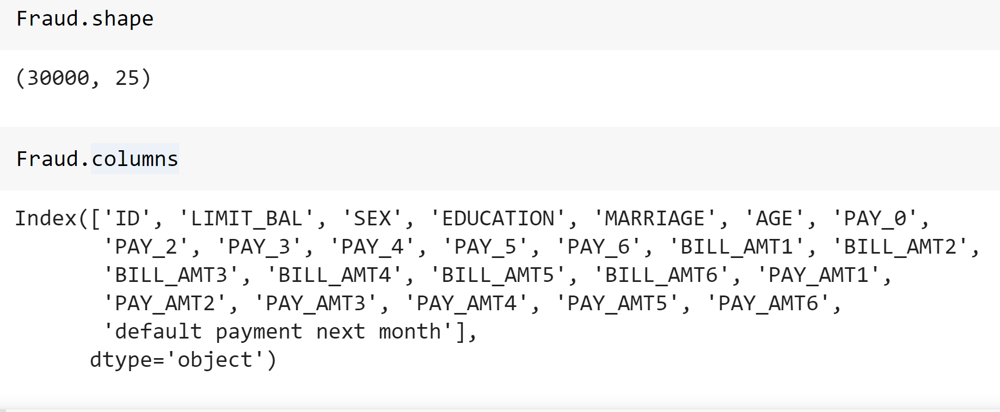 Fraud.shape
(30000, 25)
Fraud.columns
Index(['ID', 'LIMIT_BAL', 'SEX', 'EDUCATION', 'MARRIAGE', 'AGE', 'PAY_0',
'PAY_2', 'PAY_3', 'PAY_4', 'PAY_5', 'PAY_6', 'BILL_AMT1', 'BILL_AMT2',
'BILL_AMT3', 'BILL_AMT4', 'BILL_AMT5', 'BILL_AMT6', 'PAY_AMT1',
'PAY_AMT2', 'PAY_AMT3', 'PAY_AMT4', 'PAY_AMT5', 'PAY_AMT6',
'default payment next month'],
dtype='object')